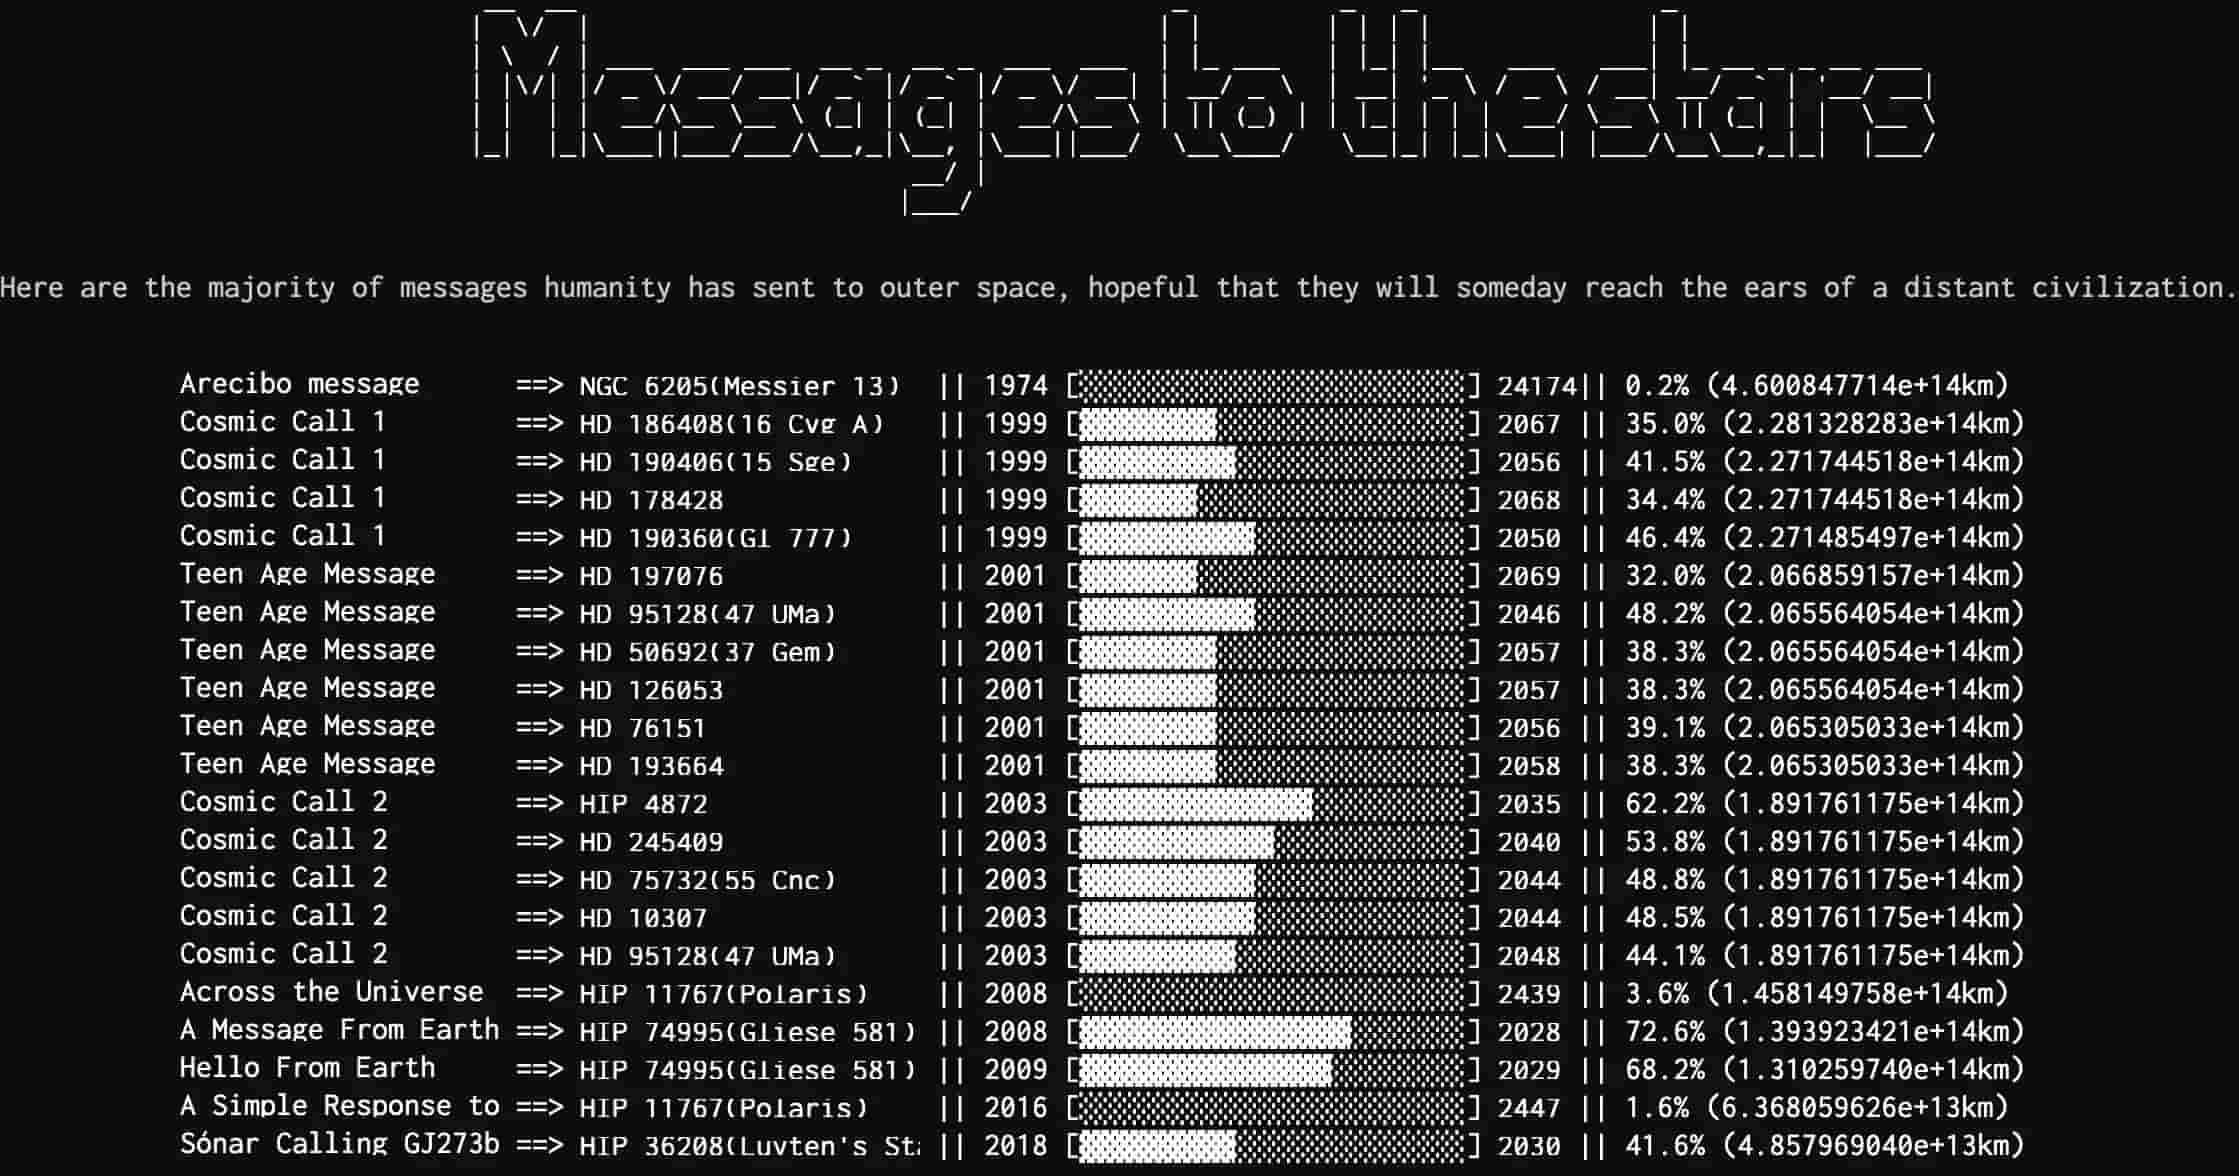 Messages to the stars
Here are the majority of messages humanity has sent to outer space, hopeful that they will someday reach the ears of a distant civilization.
Arecibo message ==> NGC 6205(Messier 13) || 1974 [ ] 24174|| 0.2% (4.600847714e+14km)
Cosmic Call 1 ==> HD 186408(16 Cyg A) || 1999 [ ] 2067 || 35.0% (2.281328283e+14km)
Cosmic Call 1 ==> HD 190406(15 Sge) || 1999 [ ] 2056 || 41.5% (2.271744518e+14km)
Cosmic Call 1 ==> HD 178428 || 1999 [ ] 2068 || 34.4% (2.271744518e+14km)
Cosmic Call 1 ==> HD 190360(Gl 777) || 1999 [ ] 2050 || 46.4% (2.271485497e+14km)
Teen Age Message ==> HD 197076 || 2001 [ ] 2069 || 32.0% (2.066859157e+14km)
Teen Age Message ==> HD 95128(47 UMa) || 2001 [ ] 2046 || 48.2% (2.065564054e+14km)
Teen Age Message ==> HD 50692(37 Gem) || 2001 [ ] 2057 || 38.3% (2.065564054e+14km)
Teen Age Message ==> HD 126053 || 2001 [ ] 2057 || 38.3% (2.065564054e+14km)
Teen Age Message ==> HD 76151 || 2001 [ ] 2056 || 39.1% (2.065305033e+14km)
Teen Age Message ==> HD 193664 || 2001 [ ] 2058 || 38.3% (2.065305033e+14km)
Cosmic Call 2 ==> HIP 4872 || 2003 [ ] 2035 || 62.2% (1.891761175e+14km)
Cosmic Call 2 ==> HD 245409 || 2003 [ ] 2040 || 53.8% (1.891761175e+14km)
Cosmic Call 2 ==> HD 75732(55 Cnc) || 2003 [ ] 2044 || 48.8% (1.891761175e+14km)
Cosmic Call 2 ==> HD 10307 || 2003 [ ] 2044 || 48.5% (1.891761175e+14km)
Cosmic Call 2 ==> HD 95128(47 UMa) || 2003 [ ] 2048 || 44.1% (1.891761175e+14km)
Across the Universe ==> HIP 11767(Polaris) || 2008 [ ] 2439 || 3.6% (1.458149758e+14km)
A Message From Earth ==> HIP 74995(Gliese 581) || 2008 [ ] 2028 || 72.6% (1.393923421e+14km)
Hello From Earth ==> HIP 74995(Gliese 581) || 2009 [ ] 2029 || 68.2% (1.310259740e+14km)
A Simple Response to ==> HIP 11767(Polaris) || 2016 [ ] 2447 || 1.6% (6.368059626e+13km)
Sónar Calling GJ273b ==> HIP 36208(Luyten's Sta || 2018 [ ] 2030 || 41.6% (4.857969040e+13km)